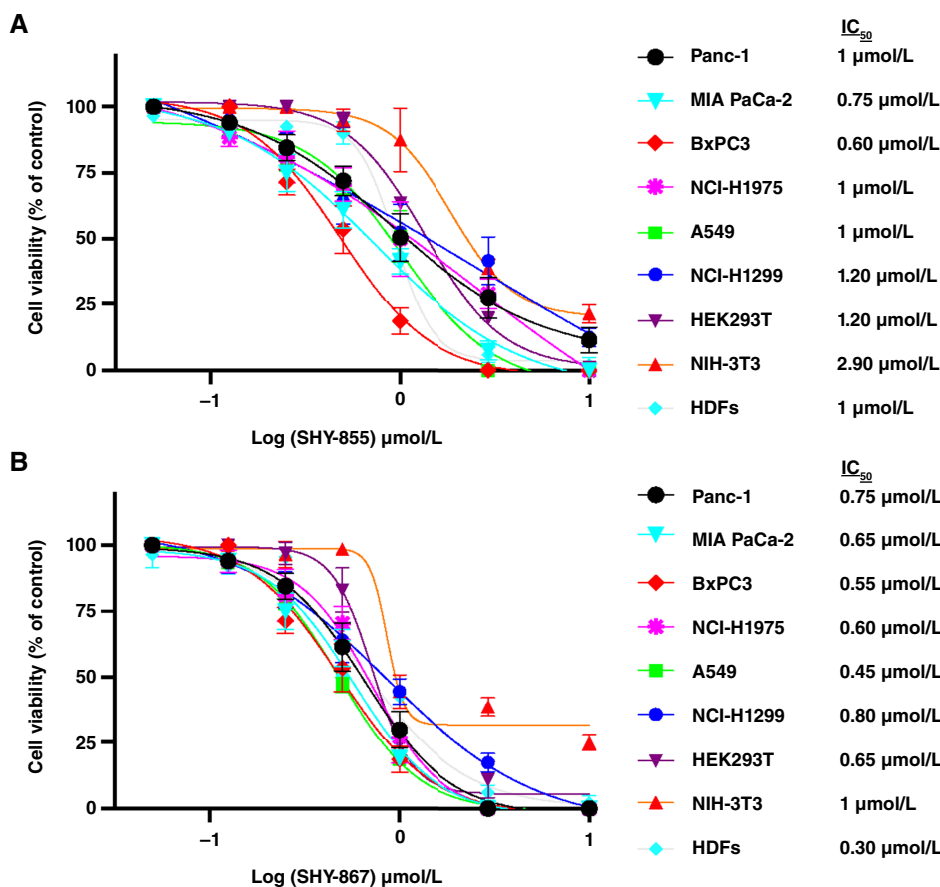 A
IC50
Panc-1 1 µmol/L
MIA PaCa-2 0.75 µmol/L
BxPC3 0.60 µmol/L
NCI-H1975 1 µmol/L
A549 1 µmol/L
NCI-H1299 1.20 µmol/L
HEK293T 1.20 µmol/L
NIH-3T3 2.90 µmol/L
HDFs 1 µmol/L
Cell viability (% of control)
100
75
50
25
0
–1 0 1
Log (SHY-855) µmol/L
B
IC50
Panc-1 0.75 µmol/L
MIA PaCa-2 0.65 µmol/L
BxPC3 0.55 µmol/L
NCI-H1975 0.60 µmol/L
A549 0.45 µmol/L
NCI-H1299 0.80 µmol/L
HEK293T 0.65 µmol/L
NIH-3T3 1 µmol/L
HDFs 0.30 µmol/L
Cell viability (% of control)
100
75
50
25
0
–1 0 1
Log (SHY-867) µmol/L